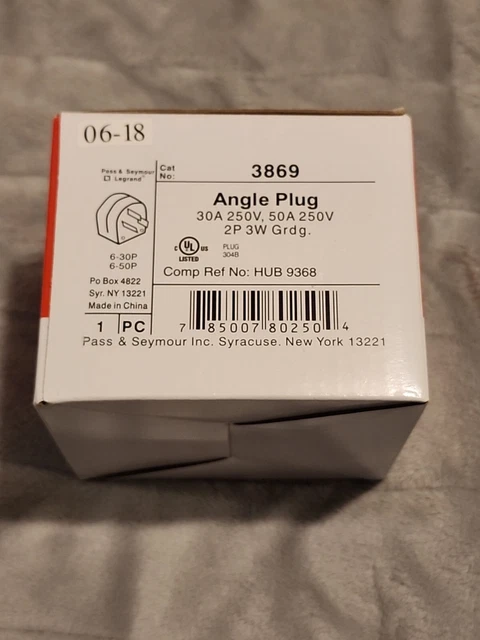 06-18
Pass & Seymour
Legrand
Cat No: 3869
Angle Plug
30A 250V, 50A 250V
2P 3W Grdg.
c UL us
LISTED
PLUG
304B
6-30P
6-50P
Comp Ref No: HUB 9368
Po Box 4822
Syr. NY 13221
Made in China
1 PC
7 85007 80250 4
Pass & Seymour Inc. Syracuse. New York 13221